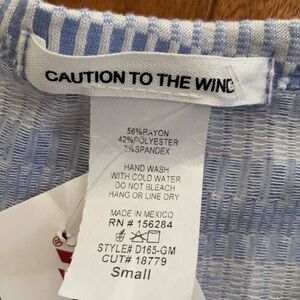 CAUTION TO THE WIND
56%RAYON
42%POLYESTER
2%SPANDEX
HAND WASH
WITH COLD WATER
DO NOT BLEACH
HANG OR LINE DRY
MADE IN MEXICO
RN # 156284
STYLE# D165-GM
CUT# 18779
Small